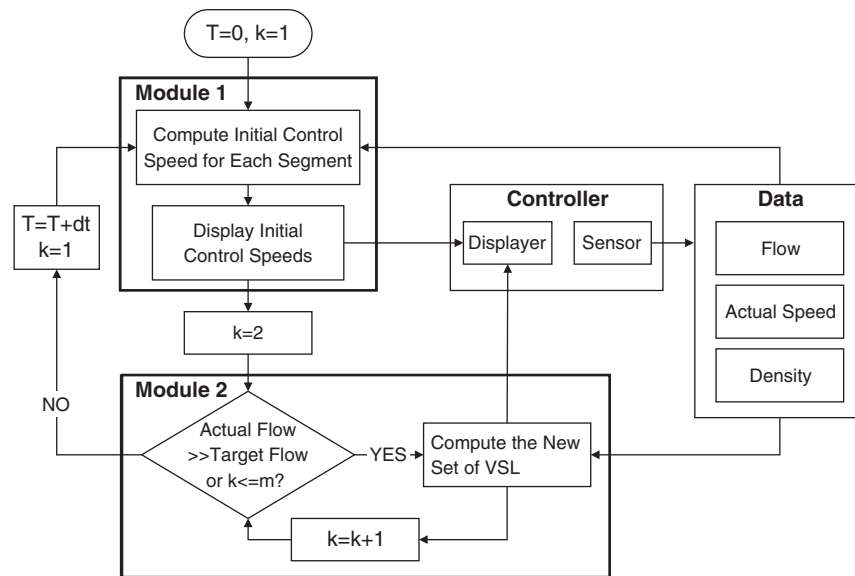 T=0, k=1
Module 1
Compute Initial Control
Speed for Each Segment
T=T+dt
k=1
Display Initial
Control Speeds
Controller
Displayer
Sensor
Data
Flow
Actual Speed
Density
k=2
Module 2
NO
Actual Flow
>>Target Flow
or k<=m?
YES
Compute the New
Set of VSL
k=k+1